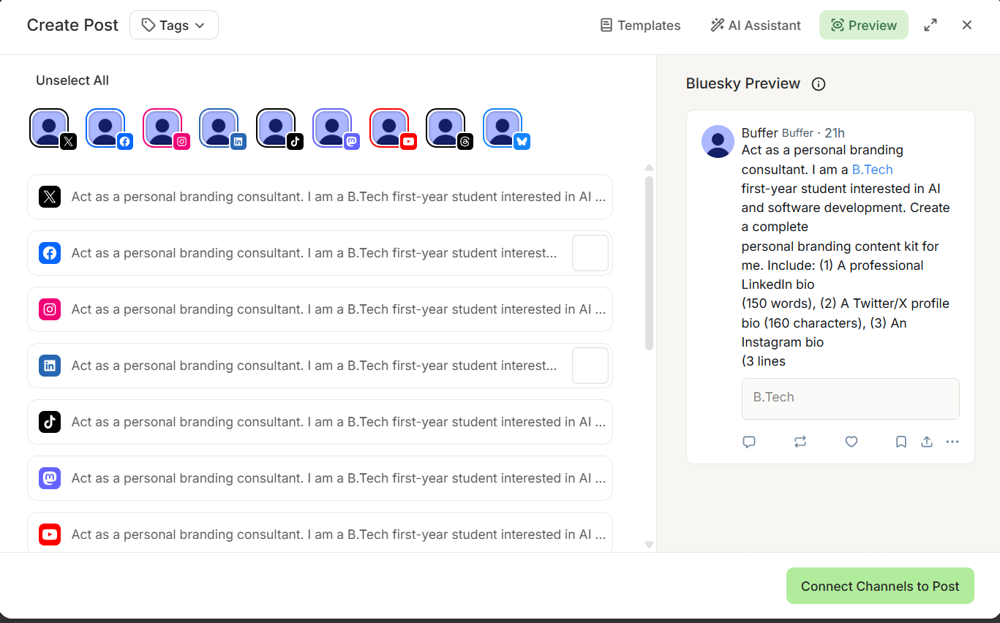 Create Post
Tags
Templates
AI Assistant
Preview
Unselect All
Act as a personal branding consultant. I am a B.Tech first-year student interested in AI ...
Act as a personal branding consultant. I am a B.Tech first-year student interest...
Act as a personal branding consultant. I am a B.Tech first-year student interested in AI ...
Act as a personal branding consultant. I am a B.Tech first-year student interest...
Act as a personal branding consultant. I am a B.Tech first-year student interested in AI ...
Act as a personal branding consultant. I am a B.Tech first-year student interested in AI ...
Act as a personal branding consultant. I am a B.Tech first-year student interested in AI ...
Bluesky Preview
Buffer Buffer · 21h
Act as a personal branding
consultant. I am a B.Tech
first-year student interested in AI
and software development. Create
a complete
personal branding content kit for
me. Include: (1) A professional
LinkedIn bio
(150 words), (2) A Twitter/X profile
bio (160 characters), (3) An
Instagram bio
(3 lines
B.Tech
Connect Channels to Post